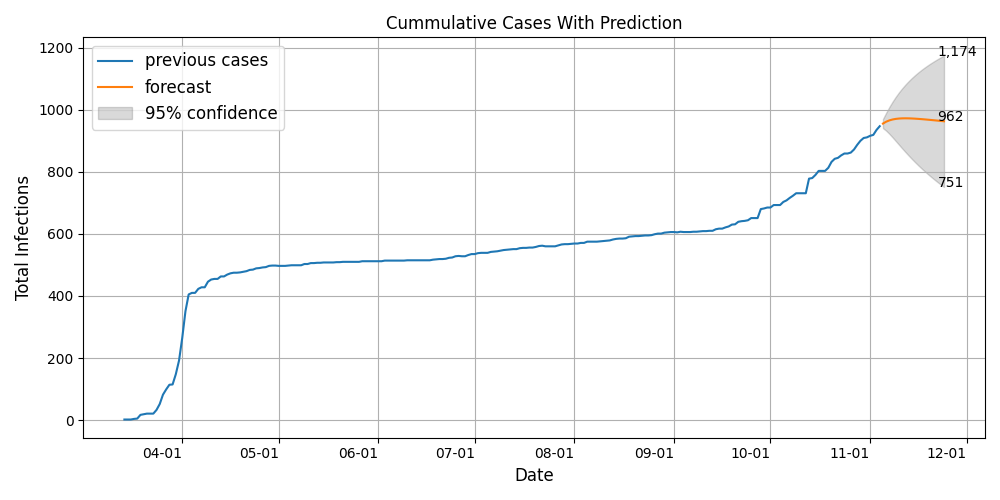 Cummulative Cases With Prediction
1200
1000
800
600
400
200
0
Total Infections
previous cases
forecast
95% confidence
1,174
962
751
04-01 05-01 06-01 07-01 08-01 09-01 10-01 11-01 12-01
Date